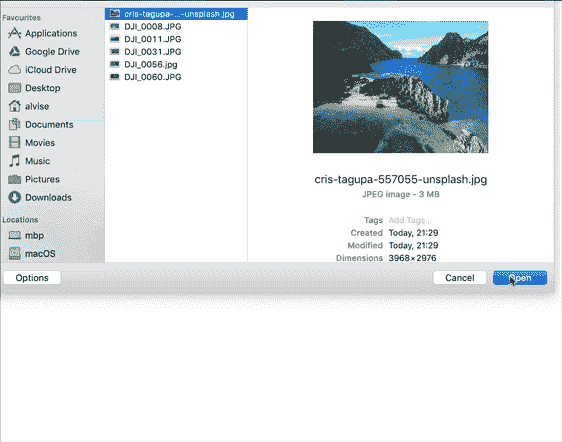 Favourites
Applications
Google Drive
iCloud Drive
Desktop
alvise
Documents
Movies
Music
Pictures
Downloads
Locations
mbp
macOS
cris-tagupa-...-unsplash.jpg
DJI_0008.JPG
DJI_0011.JPG
DJI_0031.JPG
DJI_0056.jpg
DJI_0060.JPG
cris-tagupa-557055-unsplash.jpg
JPEG image - 3 MB
Tags Add Tags...
Created Today, 21:29
Modified Today, 21:29
Dimensions 3968×2976
Options
Cancel
Open